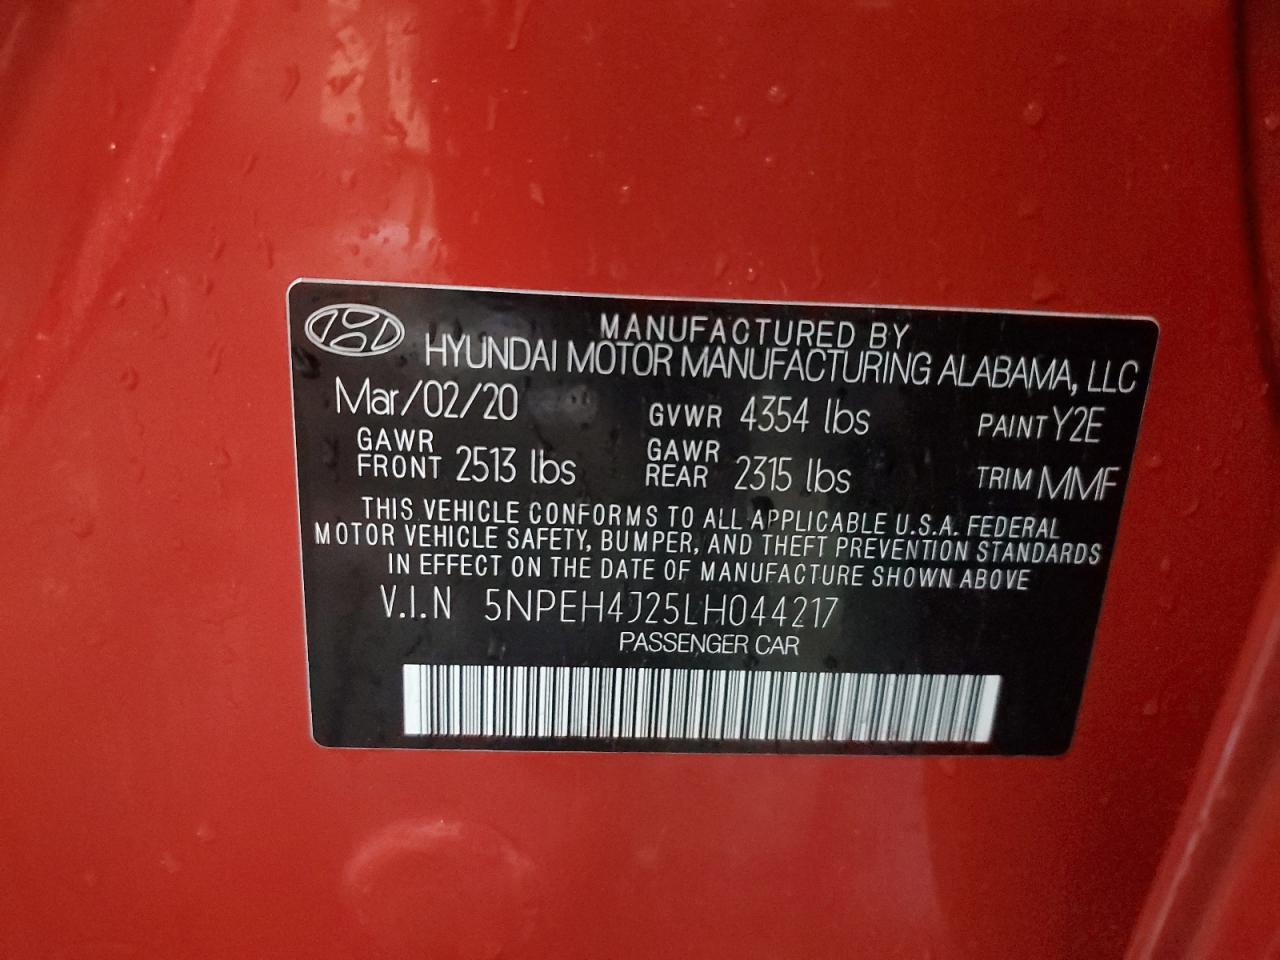 MANUFACTURED BY
HYUNDAI MOTOR MANUFACTURING ALABAMA, LLC
Mar/02/20 GVWR 4354 lbs PAINT Y2E
GAWR FRONT 2513 lbs GAWR REAR 2315 lbs TRIM MMF
THIS VEHICLE CONFORMS TO ALL APPLICABLE U.S.A. FEDERAL
MOTOR VEHICLE SAFETY, BUMPER, AND THEFT PREVENTION STANDARDS
IN EFFECT ON THE DATE OF MANUFACTURE SHOWN ABOVE
V.I.N 5NPEH4J25LH044217
PASSENGER CAR